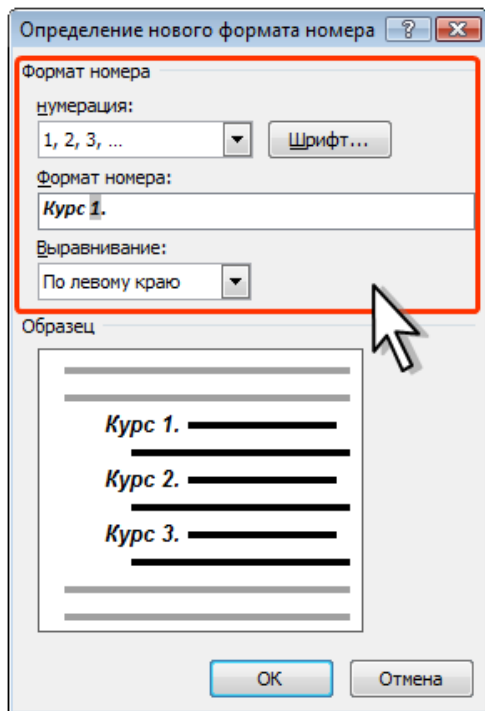 Определение нового формата номера
Формат номера
нумерация:
1, 2, 3, ...
Шрифт...
Формат номера:
Курс 1.
Выравнивание:
По левому краю
Образец
Курс 1.
Курс 2.
Курс 3.
ОК
Отмена